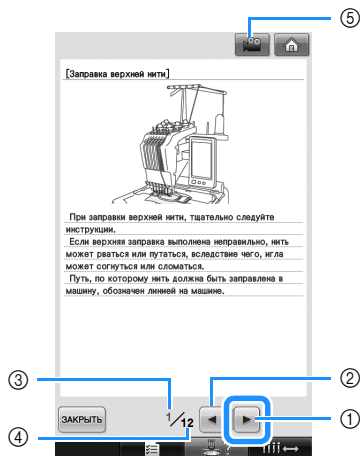 ⑤
[Заправка верхней нити]
При заправки верхней нити, тщательно следуйте
инструкции.
Если верхняя заправка выполнена неправильно, нить
может рваться или путаться, вследствие чего, игла
может согнуться или сломаться.
Путь, по которому нить должна быть заправлена в
машину, обозначен линией на машине.
③
②
ЗАКРЫТЬ
1/12
①
④
?